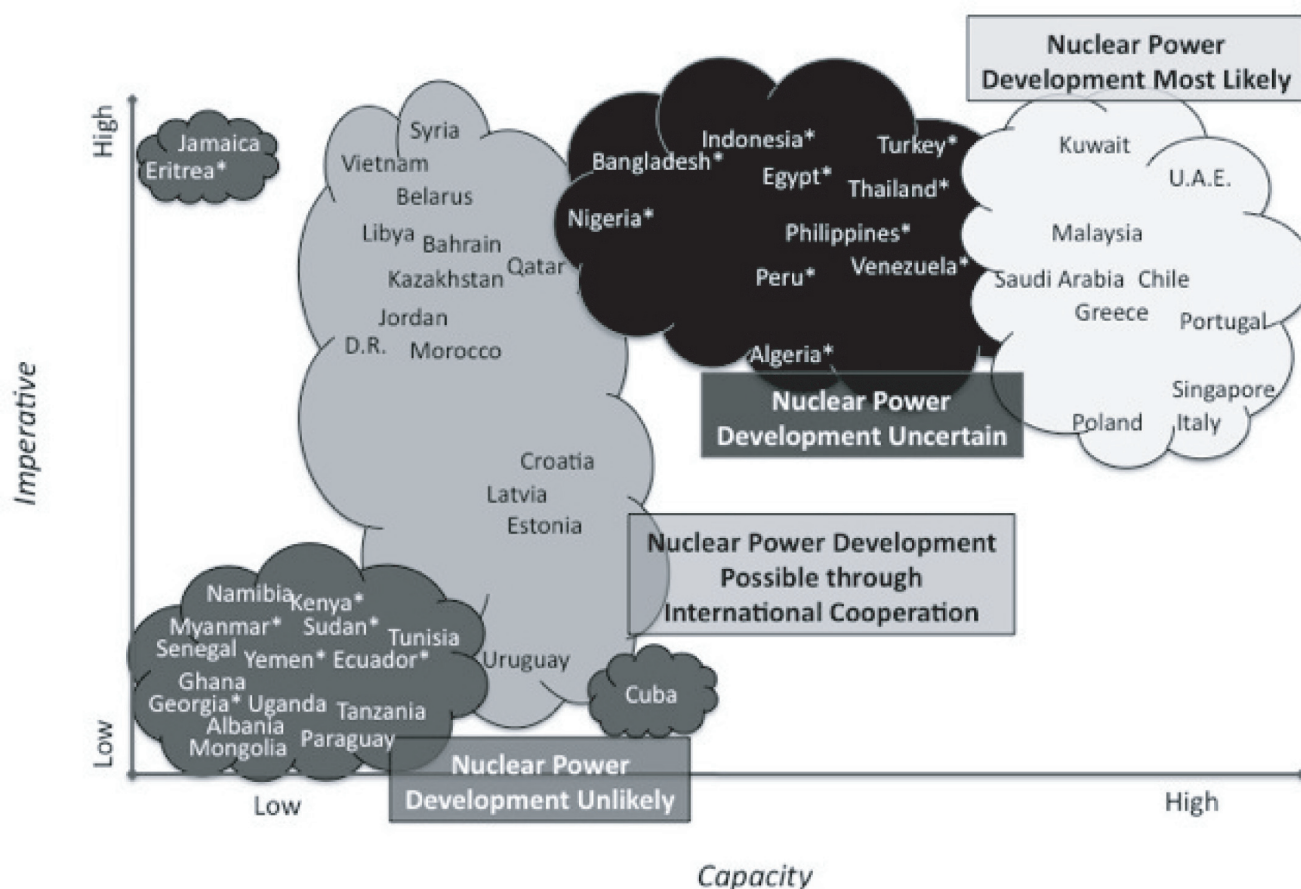 Nuclear Power
Development Most Likely
High
Jamaica
Eritrea*
Syria
Vietnam
Belarus
Libya
Bahrain
Qatar
Kazakhstan
Jordan
D.R.
Morocco
Croatia
Latvia
Estonia
Uruguay
Indonesia*
Turkey*
Bangladesh*
Egypt*
Thailand*
Nigeria*
Philippines*
Venezuela*
Peru*
Algeria*
Kuwait
U.A.E.
Malaysia
Saudi Arabia Chile
Greece
Portugal
Singapore
Poland Italy
Nuclear Power
Development Uncertain
Nuclear Power Development
Possible through
International Cooperation
Namibia
Kenya*
Myanmar* Sudan*
Tunisia
Senegal
Yemen* Ecuador*
Ghana
Georgia* Uganda
Tanzania
Albania
Paraguay
Mongolia
Cuba
Nuclear Power
Development Unlikely
Imperative
Low
Low
High
Capacity